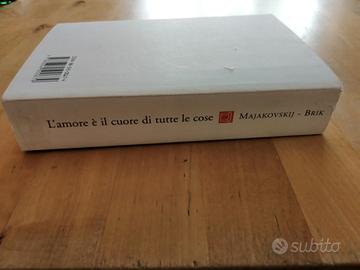 L'amore è il cuore di tutte le cose MAJAKOVSKIJ - BRIK
subito